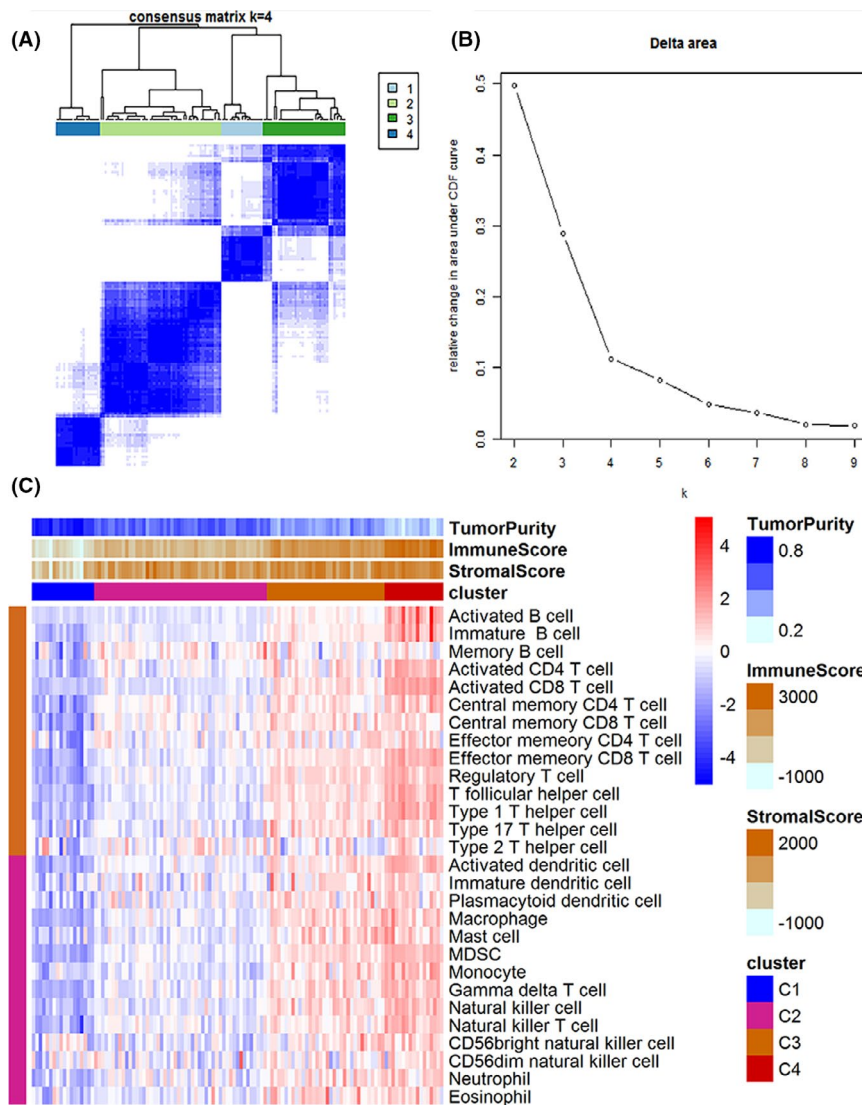 (A)
consensus matrix k=4
1
2
3
4
(B)
Delta area
relative change in area under CDF curve
0.5
0.4
0.3
0.2
0.1
0.0
2 3 4 5 6 7 8 9
k
(C)
TumorPurity
ImmuneScore
StromalScore
cluster
Activated B cell
Immature B cell
Memory B cell
Activated CD4 T cell
Activated CD8 T cell
Central memory CD4 T cell
Central memory CD8 T cell
Effector memeory CD4 T cell
Effector memeory CD8 T cell
Regulatory T cell
T follicular helper cell
Type 1 T helper cell
Type 17 T helper cell
Type 2 T helper cell
Activated dendritic cell
Immature dendritic cell
Plasmacytoid dendritic cell
Macrophage
Mast cell
MDSC
Monocyte
Gamma delta T cell
Natural killer cell
Natural killer T cell
CD56bright natural killer cell
CD56dim natural killer cell
Neutrophil
Eosinophil
4
2
0
-2
-4
TumorPurity
0.8
0.2
ImmuneScore
3000
-1000
StromalScore
2000
-1000
cluster
C1
C2
C3
C4